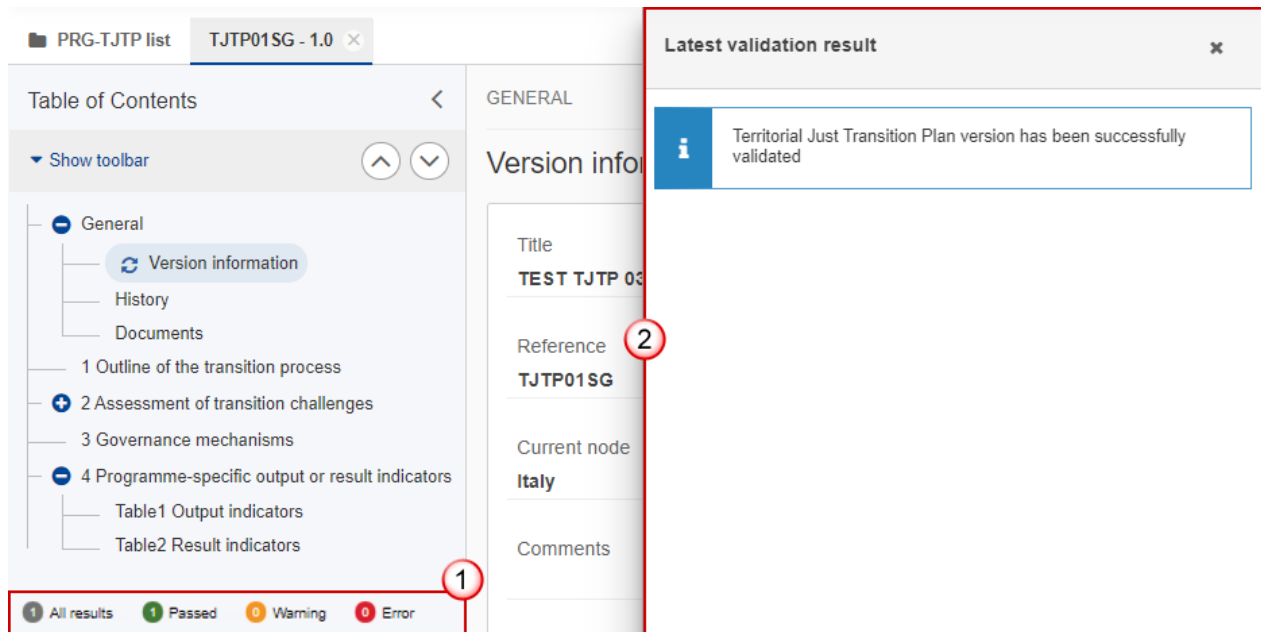 PRG-TJTP list
TJTP01SG - 1.0
Table of Contents
Show toolbar
General
Version information
History
Documents
1 Outline of the transition process
2 Assessment of transition challenges
3 Governance mechanisms
4 Programme-specific output or result indicators
Table1 Output indicators
Table2 Result indicators
1
1 All results 1 Passed 0 Warning 0 Error
GENERAL
Version infor
Title
TEST TJTP 03
Reference
TJTP01SG
Current node
Italy
Comments
2
Latest validation result
Territorial Just Transition Plan version has been successfully
validated